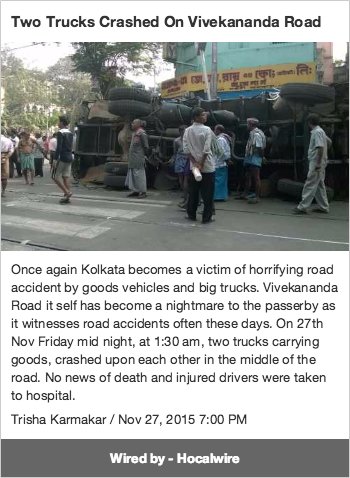 Two Trucks Crashed On Vivekananda Road
এন.সি.রায় এন্ড কোং. লিঃ.
Once again Kolkata becomes a victim of horrifying road
accident by goods vehicles and big trucks. Vivekananda
Road it self has become a nightmare to the passerby as
it witnesses road accidents often these days. On 27th
Nov Friday mid night, at 1:30 am, two trucks carrying
goods, crashed upon each other in the middle of the
road. No news of death and injured drivers were taken
to hospital.
Trisha Karmakar / Nov 27, 2015 7:00 PM
Wired by - Hocalwire